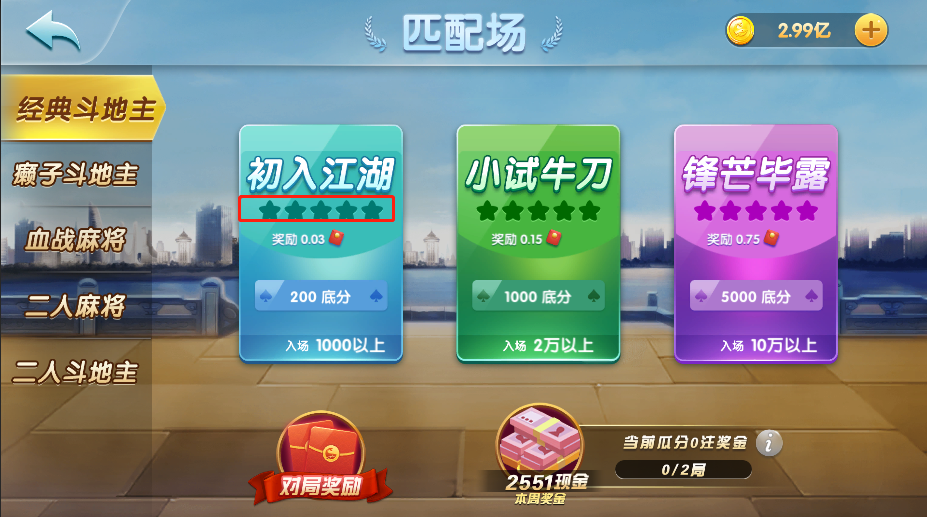 匹配场
2.99亿
经典斗地主
癞子斗地主
血战麻将
二人麻将
二人斗地主
初入江湖
奖励 0.03
200 底分
入场 1000以上
小试牛刀
奖励 0.15
1000 底分
入场 2万以上
锋芒毕露
奖励 0.75
5000 底分
入场 10万以上
对局奖励
2551现金
本周奖金
当前瓜分0汪奖金
0/2局